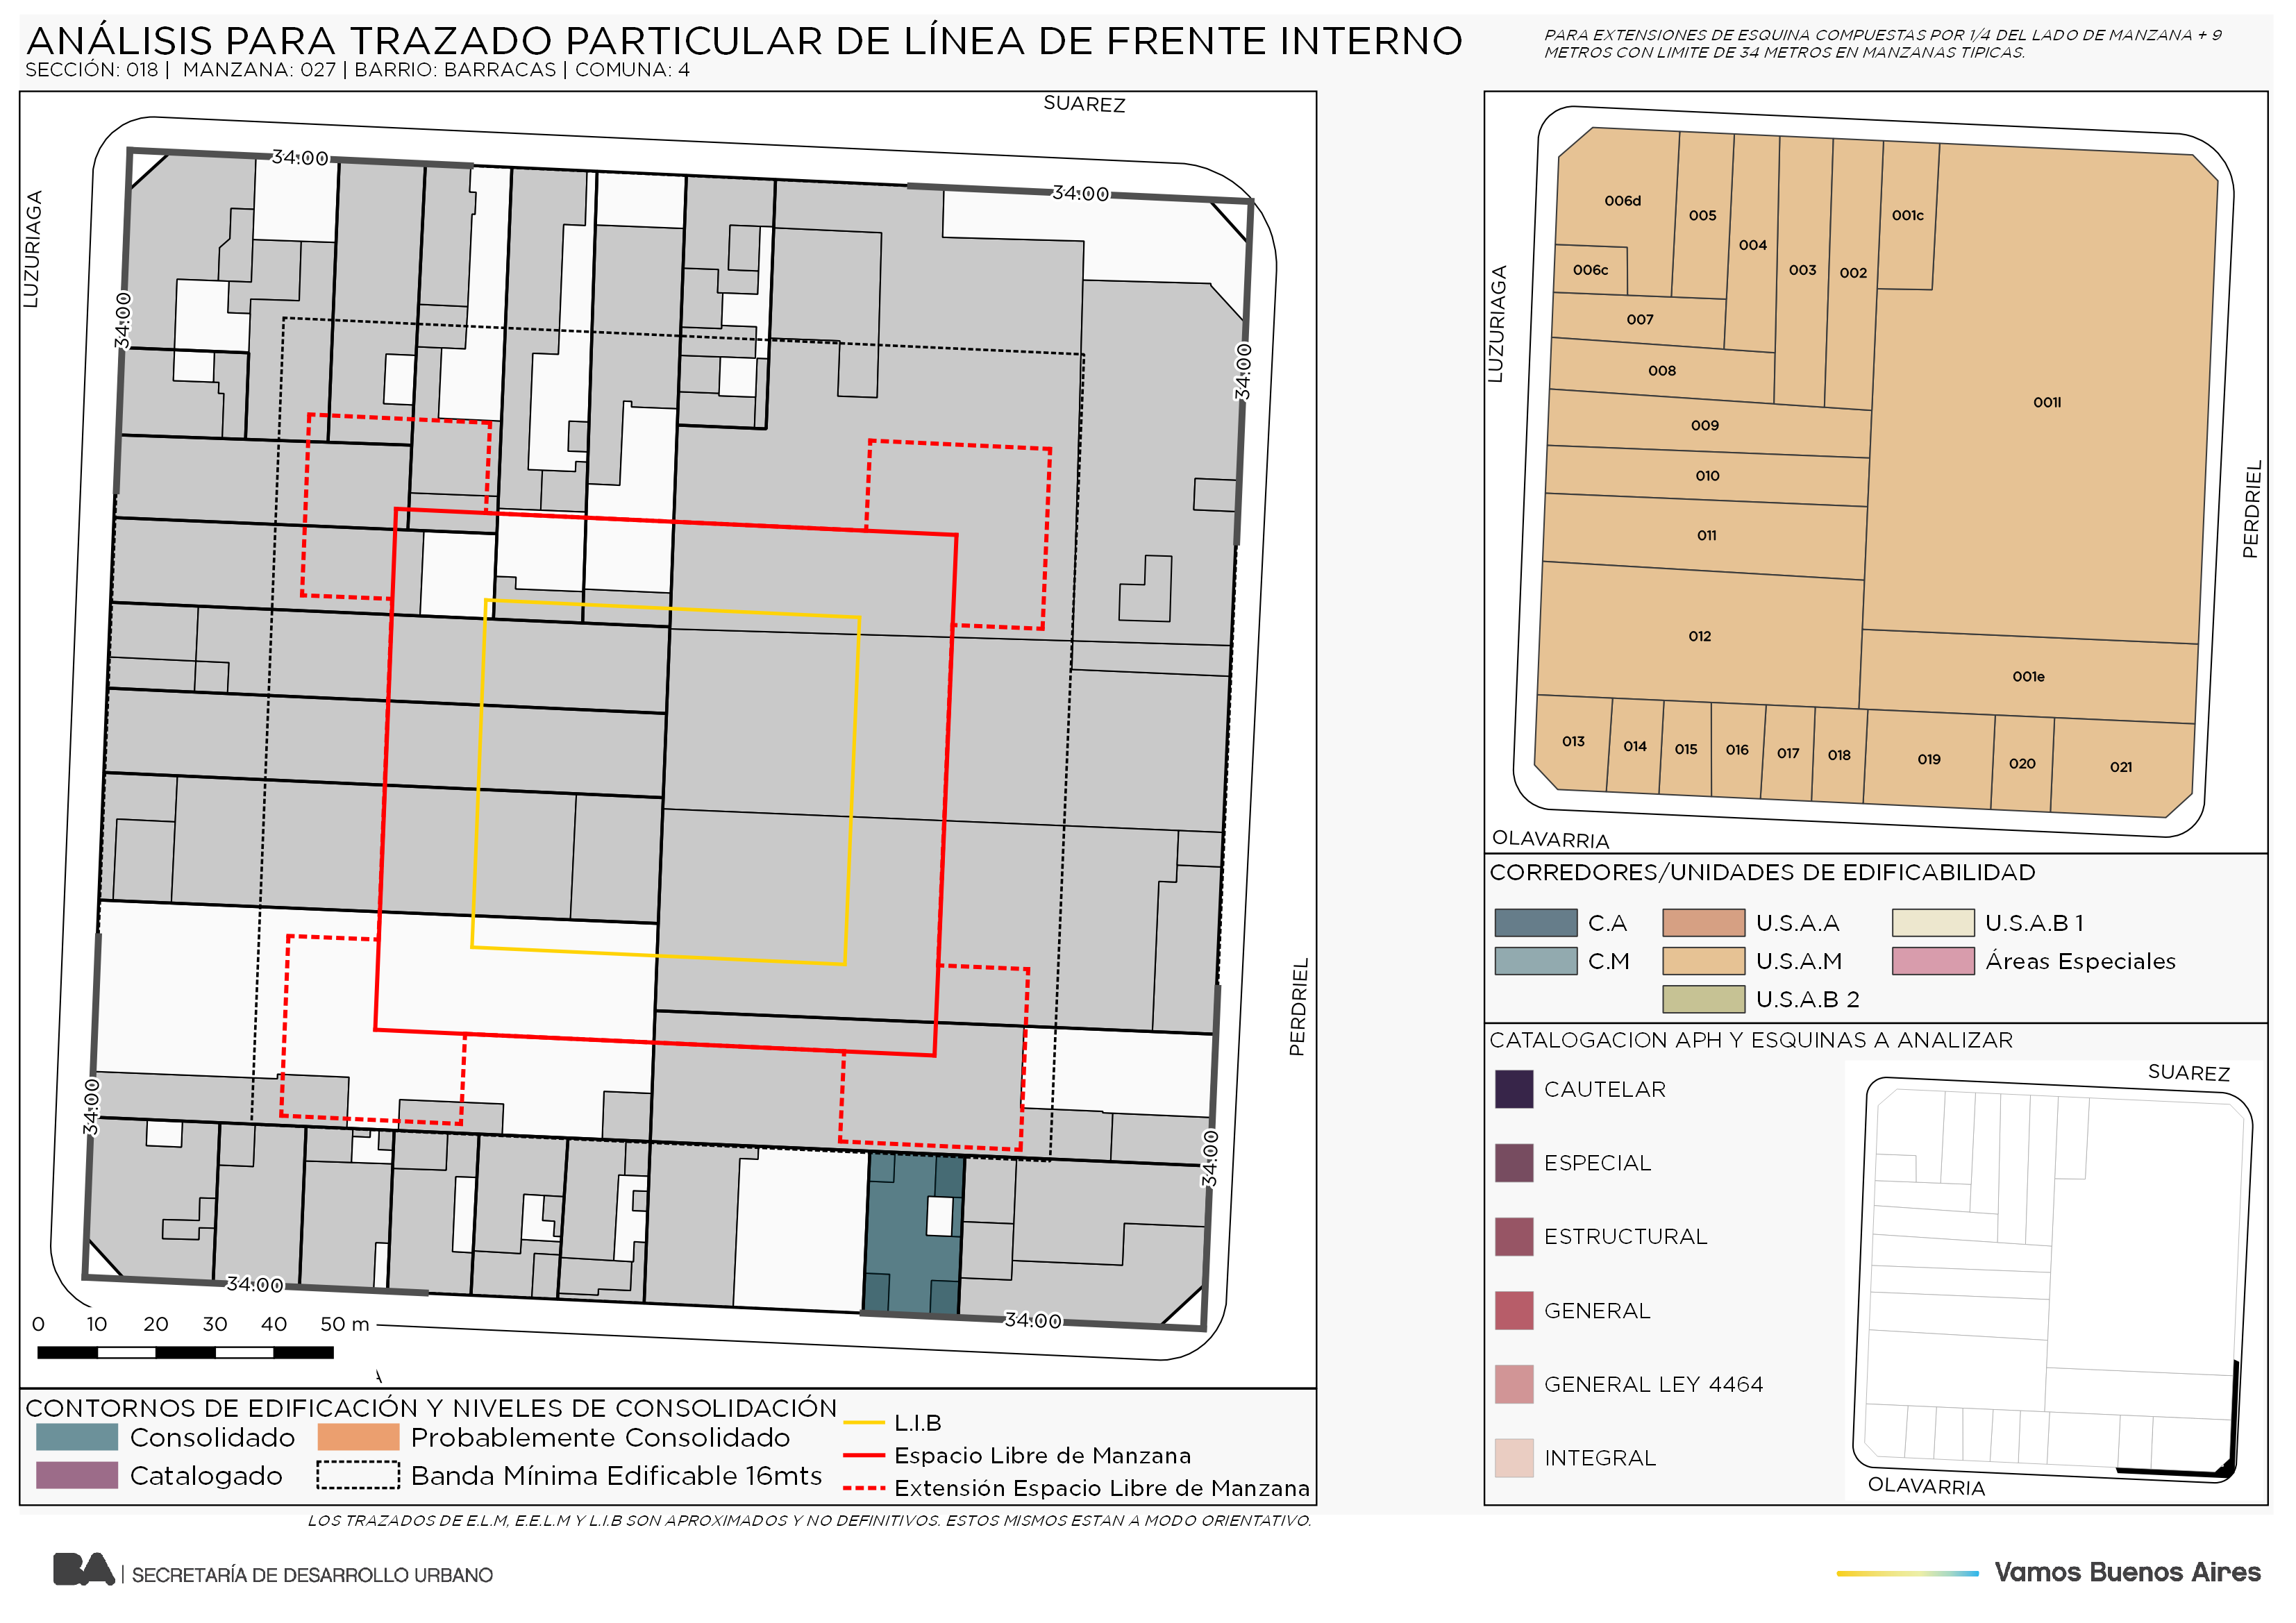 ANÁLISIS PARA TRAZADO PARTICULAR DE LÍNEA DE FRENTE INTERNO
SECCIÓN: 018 | MANZANA: 027 | BARRIO: BARRACAS | COMUNA: 4
PARA EXTENSIONES DE ESQUINA COMPUESTAS POR 1/4 DEL LADO DE MANZANA + 9
METROS CON LIMITE DE 34 METROS EN MANZANAS TIPICAS.
SUAREZ
LUZURIAGA
PERDRIEL
34.00
34.00
34.00
34.00
34.00
34.00
34.00
34.00
0 10 20 30 40 50 m
CONTORNOS DE EDIFICACIÓN Y NIVELES DE CONSOLIDACIÓN
Consolidado
Probablemente Consolidado
Catalogado
Banda Mínima Edificable 16mts
L.I.B
Espacio Libre de Manzana
Extensión Espacio Libre de Manzana
LOS TRAZADOS DE E.L.M, E.E.L.M Y L.I.B SON APROXIMADOS Y NO DEFINITIVOS. ESTOS MISMOS ESTAN A MODO ORIENTATIVO.
LUZURIAGA
PERDRIEL
OLAVARRIA
006d
005
004
003
002
001c
006c
007
008
009
010
011
012
001l
001e
013
014
015
016
017
018
019
020
021
CORREDORES/UNIDADES DE EDIFICABILIDAD
C.A
U.S.A.A
U.S.A.B 1
C.M
U.S.A.M
Áreas Especiales
U.S.A.B 2
CATALOGACION APH Y ESQUINAS A ANALIZAR
CAUTELAR
ESPECIAL
ESTRUCTURAL
GENERAL
GENERAL LEY 4464
INTEGRAL
SUAREZ
OLAVARRIA
BA | SECRETARÍA DE DESARROLLO URBANO
Vamos Buenos Aires